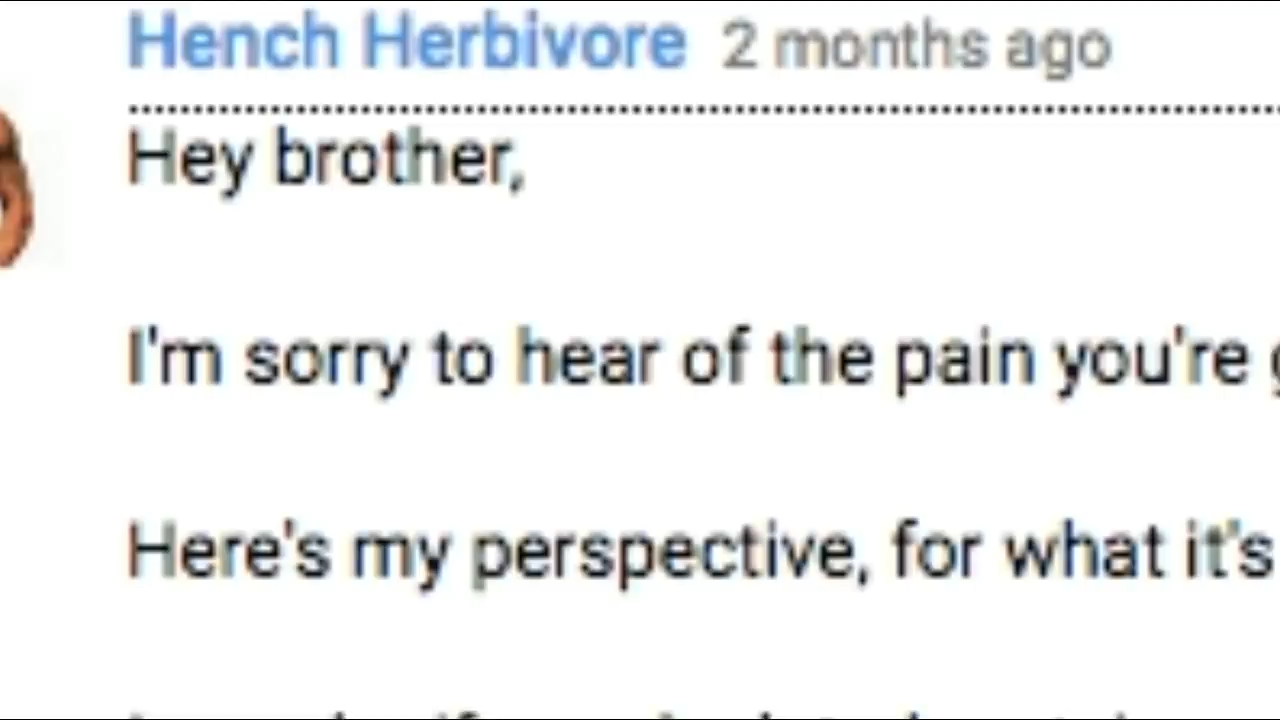 Hench Herbivore 2 months ago
Hey brother,
I'm sorry to hear of the pain you're
Here's my perspective, for what it's